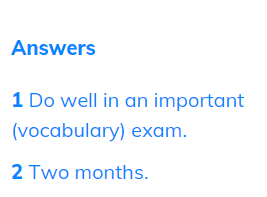 Answers
1 Do well in an important
(vocabulary) exam.
2 Two months.